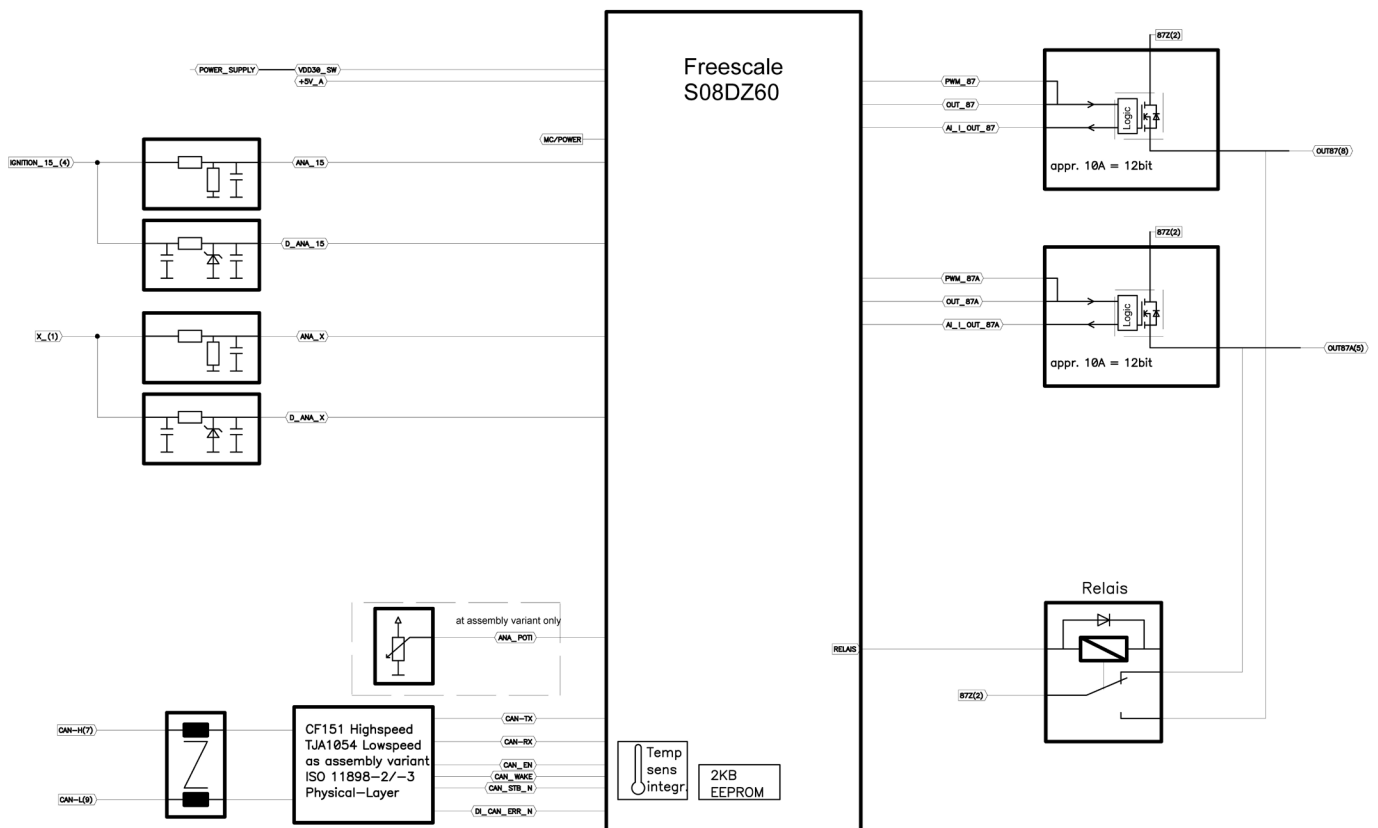 Freescale
S08DZ60
POWER_SUPPLY
VDD30_SW
+5V_A
MC/POWER
IGNITION_15_(4)
ANA_15
D_ANA_15
X_(1)
ANA_X
D_ANA_X
at assembly variant only
ANA_POTI
CAN-H(7)
CAN-L(9)
CF151 Highspeed
TJA1054 Lowspeed
as assembly variant
ISO 11898-2/-3
Physical-Layer
CAN-TX
CAN-RX
CAN_EN
CAN_WAKE
CAN_STB_N
DI_CAN_ERR_N
Temp
sens
integr.
2KB
EEPROM
87Z(2)
PWM_87
OUT_87
AI_I_OUT_87
Logic
appr. 10A = 12bit
OUT87(8)
87Z(2)
PWM_87A
OUT_87A
AI_I_OUT_87A
Logic
appr. 10A = 12bit
OUT87A(5)
Relais
RELAIS
87Z(2)